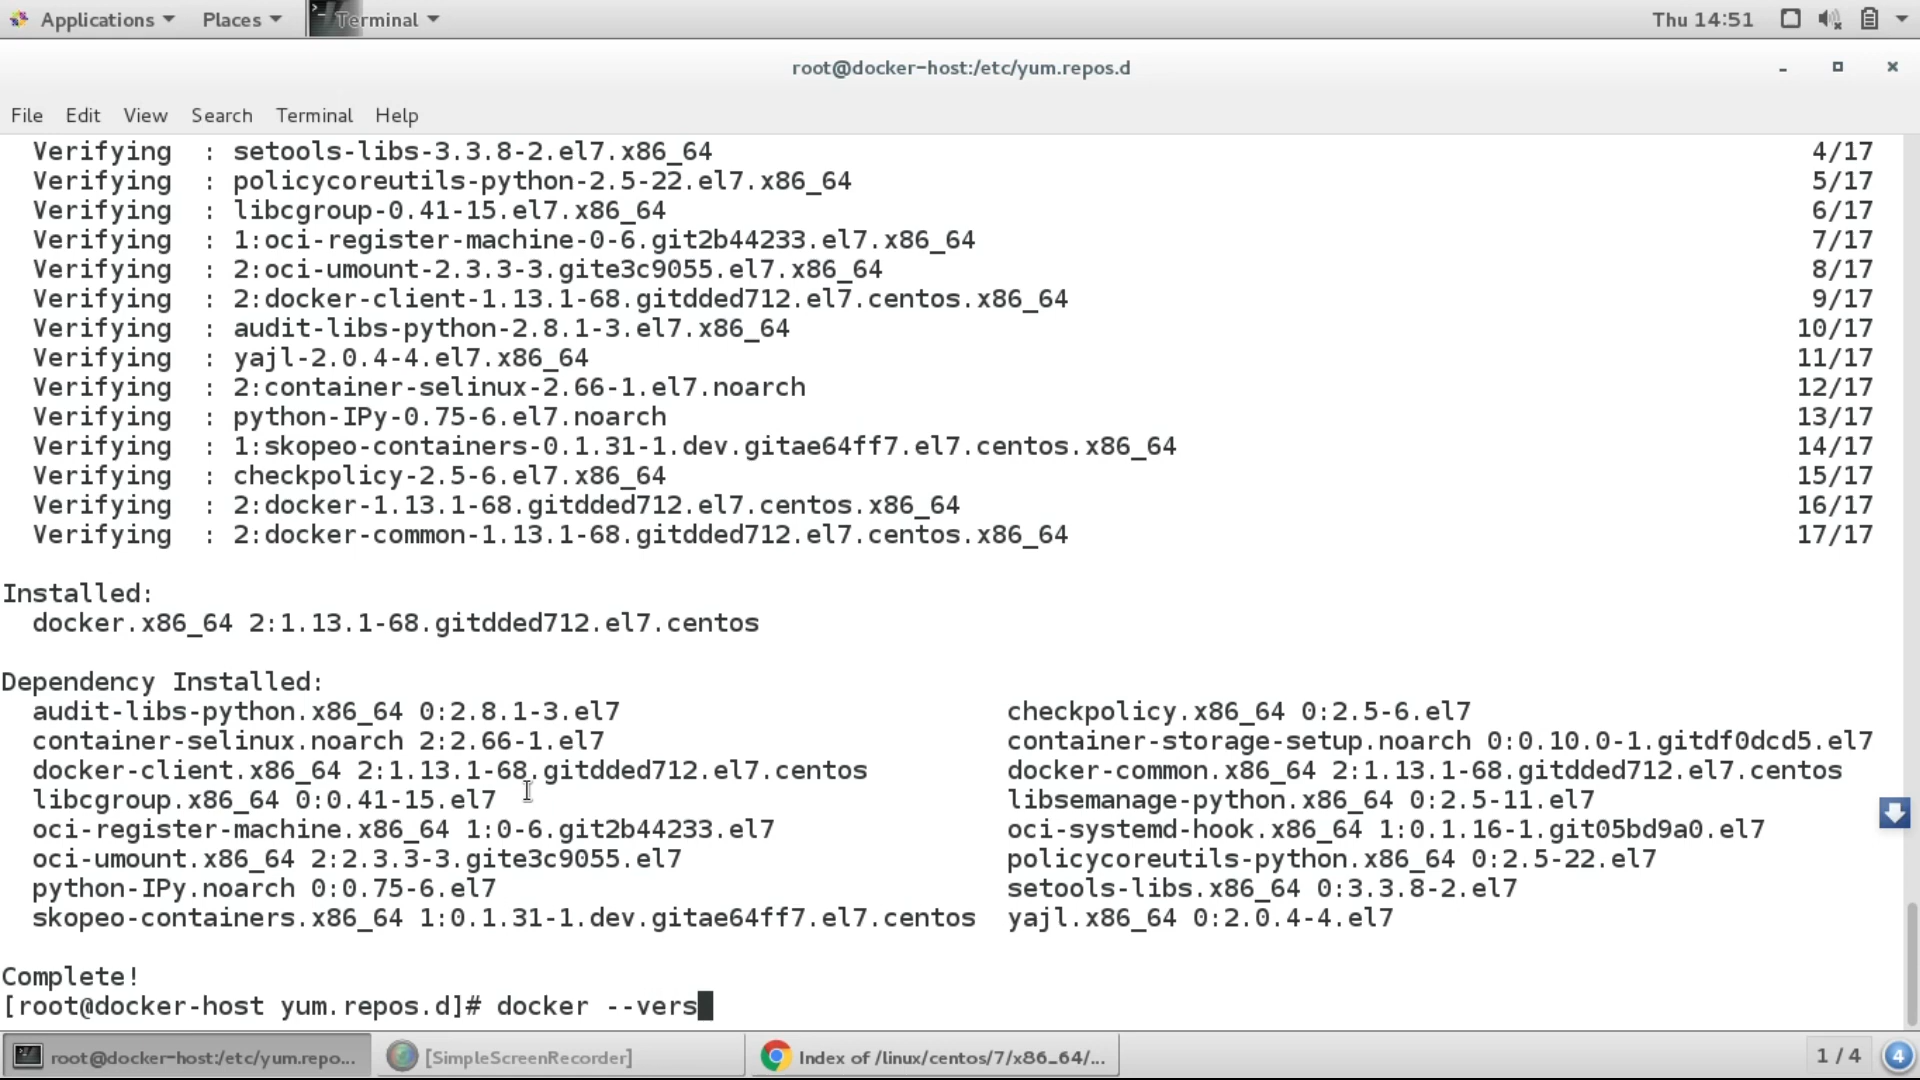 Applications Places Terminal Thu 14:51
root@docker-host:/etc/yum.repos.d
File Edit View Search Terminal Help
Verifying : setools-libs-3.3.8-2.el7.x86_64 4/17
Verifying : policycoreutils-python-2.5-22.el7.x86_64 5/17
Verifying : libcgroup-0.41-15.el7.x86_64 6/17
Verifying : 1:oci-register-machine-0-6.git2b44233.el7.x86_64 7/17
Verifying : 2:oci-umount-2.3.3-3.gite3c9055.el7.x86_64 8/17
Verifying : 2:docker-client-1.13.1-68.gitdded712.el7.centos.x86_64 9/17
Verifying : audit-libs-python-2.8.1-3.el7.x86_64 10/17
Verifying : yajl-2.0.4-4.el7.x86_64 11/17
Verifying : 2:container-selinux-2.66-1.el7.noarch 12/17
Verifying : python-IPy-0.75-6.el7.noarch 13/17
Verifying : 1:skopeo-containers-0.1.31-1.dev.gitae64ff7.el7.centos.x86_64 14/17
Verifying : checkpolicy-2.5-6.el7.x86_64 15/17
Verifying : 2:docker-1.13.1-68.gitdded712.el7.centos.x86_64 16/17
Verifying : 2:docker-common-1.13.1-68.gitdded712.el7.centos.x86_64 17/17
Installed:
docker.x86_64 2:1.13.1-68.gitdded712.el7.centos
Dependency Installed:
audit-libs-python.x86_64 0:2.8.1-3.el7 checkpolicy.x86_64 0:2.5-6.el7
container-selinux.noarch 2:2.66-1.el7 container-storage-setup.noarch 0:0.10.0-1.gitdf0dcd5.el7
docker-client.x86_64 2:1.13.1-68.gitdded712.el7.centos docker-common.x86_64 2:1.13.1-68.gitdded712.el7.centos
libcgroup.x86_64 0:0.41-15.el7 libsemanage-python.x86_64 0:2.5-11.el7
oci-register-machine.x86_64 1:0-6.git2b44233.el7 oci-systemd-hook.x86_64 1:0.1.16-1.git05bd9a0.el7
oci-umount.x86_64 2:2.3.3-3.gite3c9055.el7 policycoreutils-python.x86_64 0:2.5-22.el7
python-IPy.noarch 0:0.75-6.el7 setools-libs.x86_64 0:3.3.8-2.el7
skopeo-containers.x86_64 1:0.1.31-1.dev.gitae64ff7.el7.centos yajl.x86_64 0:2.0.4-4.el7
Complete!
[root@docker-host yum.repos.d]# docker --vers
root@docker-host:/etc/yum.repo... [SimpleScreenRecorder] Index of /linux/centos/7/x86_64/... 1 / 4 4